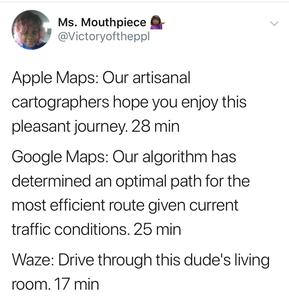 Ms. Mouthpiece 💁🏾‍♀️
@Victoryoftheppl
Apple Maps: Our artisanal
cartographers hope you enjoy this
pleasant journey. 28 min
Google Maps: Our algorithm has
determined an optimal path for the
most efficient route given current
traffic conditions. 25 min
Waze: Drive through this dude's living
room. 17 min